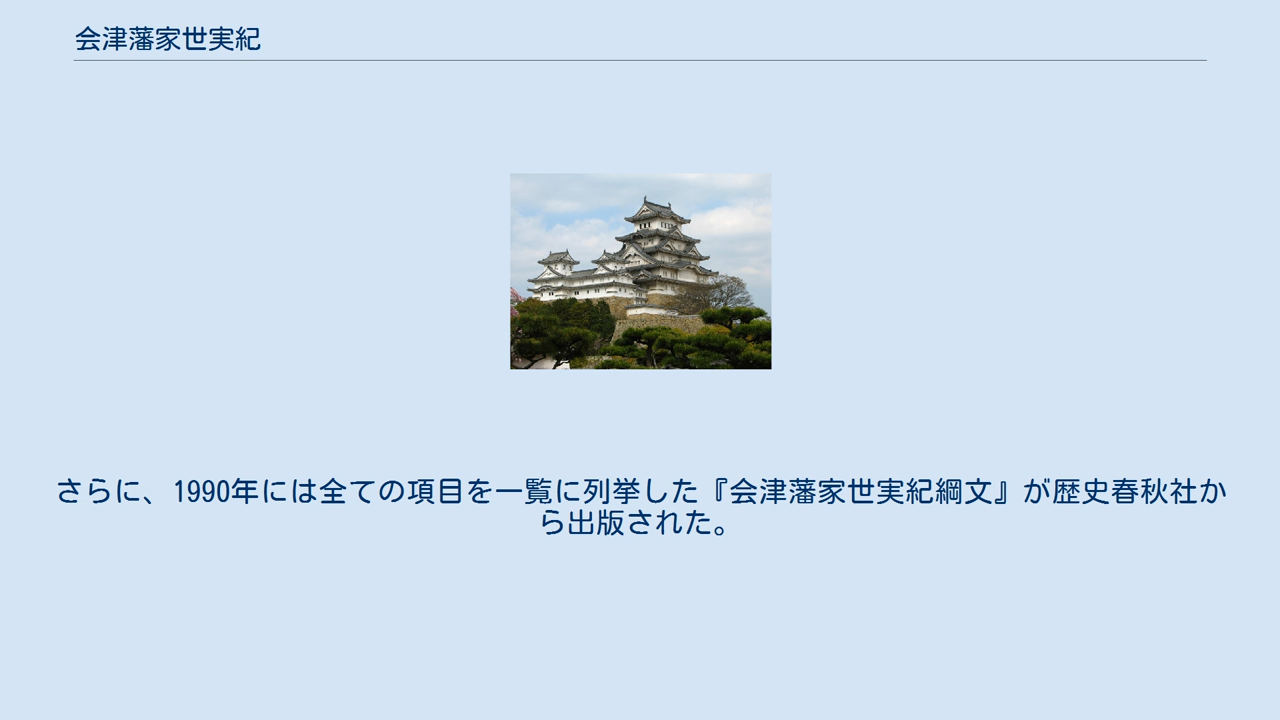 会津藩家世実紀
さらに、1990年には全ての項目を一覧に列挙した『会津藩家世実紀綱文』が歴史春秋社か
ら出版された。